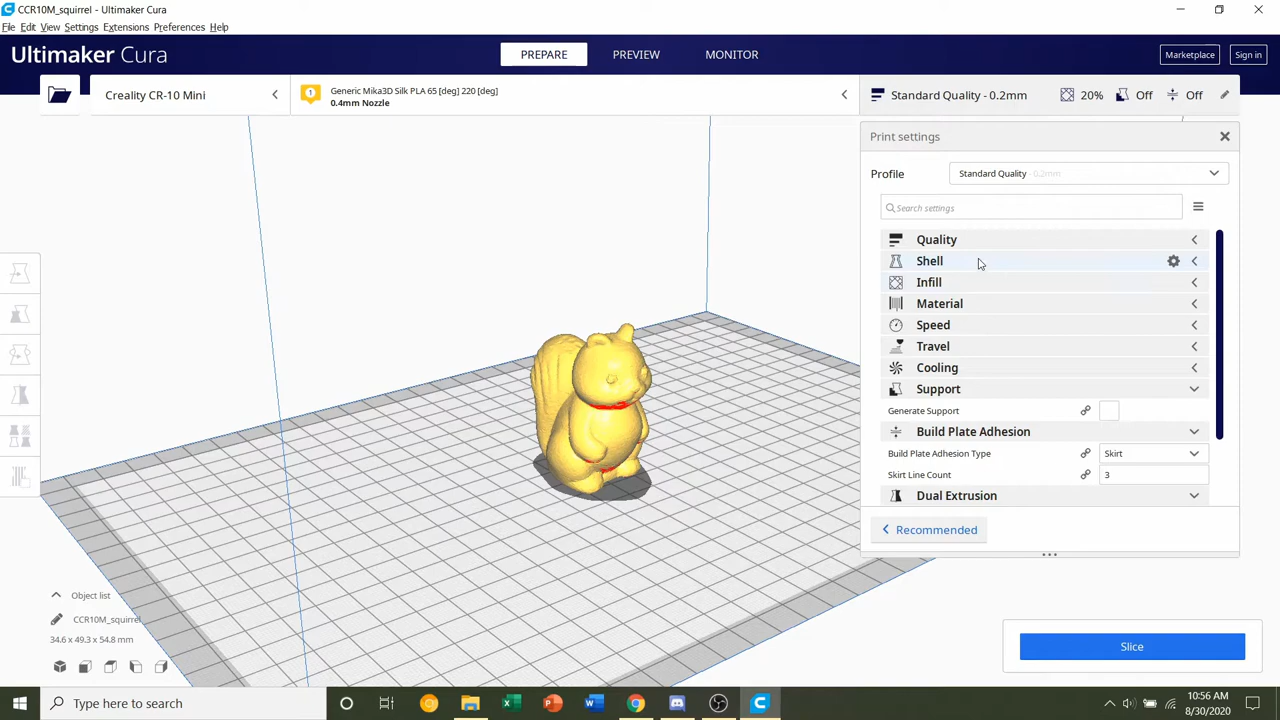 CCR10M_squirrel - Ultimaker Cura
File Edit View Settings Extensions Preferences Help
Ultimaker Cura
PREPARE
PREVIEW
MONITOR
Marketplace
Sign in
Creality CR-10 Mini
1
Generic Mika3D Silk PLA 65 [deg] 220 [deg]
0.4mm Nozzle
Standard Quality - 0.2mm
20%
Off
Off
Print settings
Profile
Standard Quality - 0.2mm
Search settings
Quality
Shell
Infill
Material
Speed
Travel
Cooling
Support
Generate Support
Build Plate Adhesion
Build Plate Adhesion Type
Skirt
Skirt Line Count
3
Dual Extrusion
Recommended
Object list
CCR10M_squirrel
34.6 x 49.3 x 54.8 mm
Slice
Type here to search
10:56 AM
8/30/2020